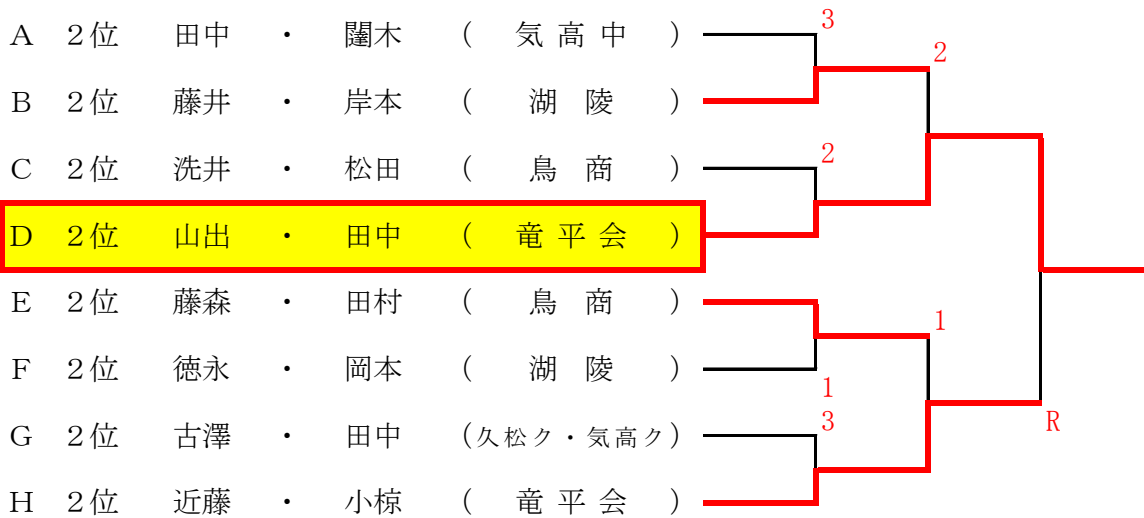 3
A 2位 田中 ・ 闥木 ( 気高中 )
2
B 2位 藤井 ・ 岸本 ( 湖陵 )
C 2位 洗井 ・ 松田 ( 鳥商 ) 2
D 2位 山出 ・ 田中 ( 竜平会 )
E 2位 藤森 ・ 田村 ( 鳥商 )
1
F 2位 徳永 ・ 岡本 ( 湖陵 )
1
G 2位 古澤 ・ 田中 (久松ク・気高ク) 3 R
H 2位 近藤 ・ 小椋 ( 竜平会 )